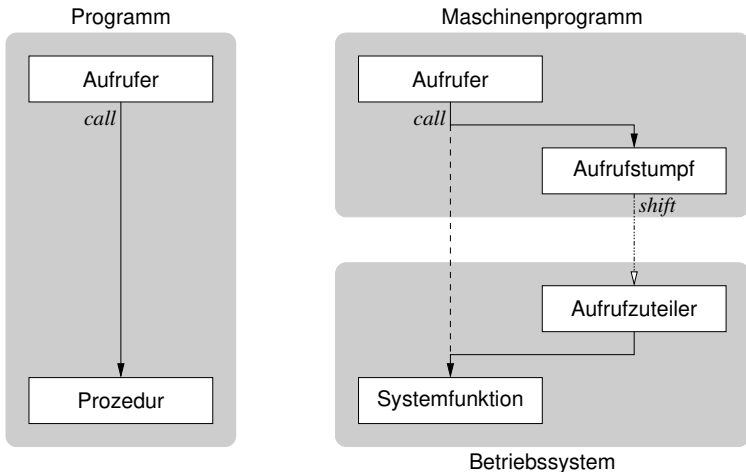 Programm
Maschinenprogramm
Aufrufer
call
Prozedur
Aufrufer
call
Aufrufstumpf
shift
Aufrufzuteiler
Systemfunktion
Betriebssystem